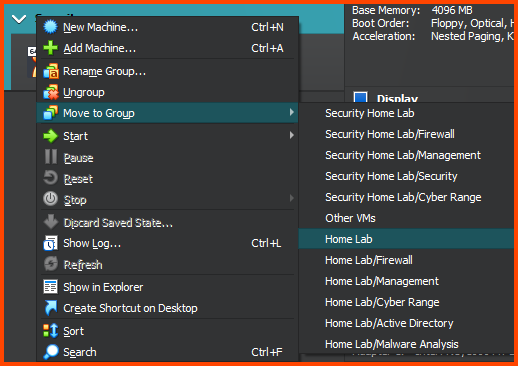 Base Memory: 4096 MB
Boot Order: Floppy, Optical, H
Acceleration: Nested Paging, K
Display
New Machine... Ctrl+N
Add Machine... Ctrl+A
Rename Group...
Ungroup
Move to Group
Start
Pause
Reset
Stop
Discard Saved State...
Show Log... Ctrl+L
Refresh
Show in Explorer
Create Shortcut on Desktop
Sort
Search Ctrl+F
Security Home Lab
Security Home Lab/Firewall
Security Home Lab/Management
Security Home Lab/Security
Security Home Lab/Cyber Range
Other VMs
Home Lab
Home Lab/Firewall
Home Lab/Management
Home Lab/Cyber Range
Home Lab/Active Directory
Home Lab/Malware Analysis